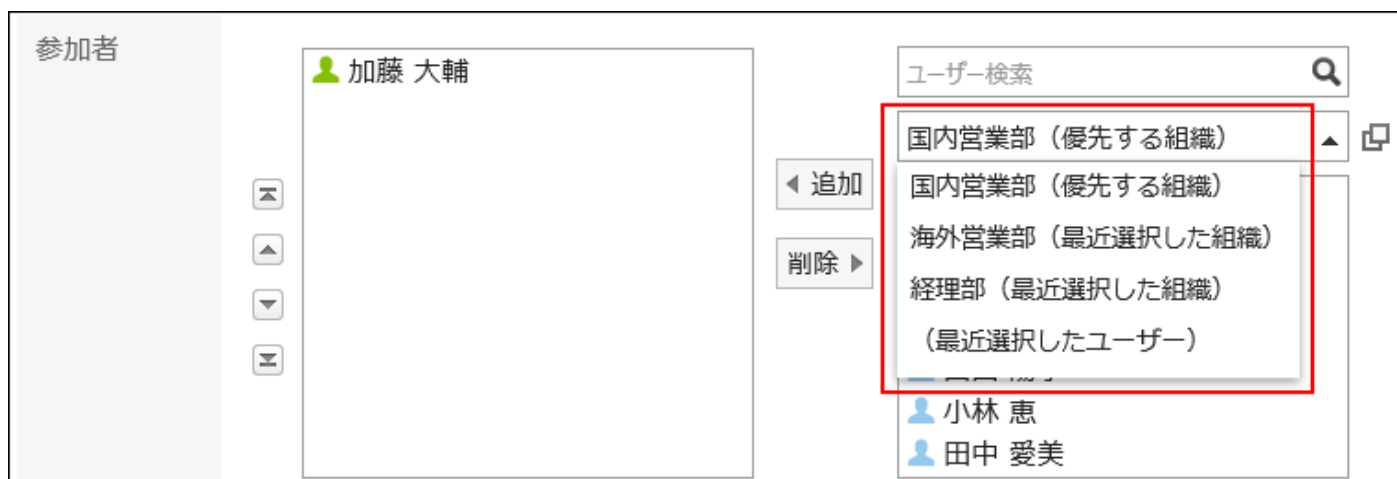 参加者
加藤 大輔
追加
削除
ユーザー検索
国内営業部（優先する組織）
国内営業部（優先する組織）
海外営業部（最近選択した組織）
経理部（最近選択した組織）
（最近選択したユーザー）
小林 恵
田中 愛美